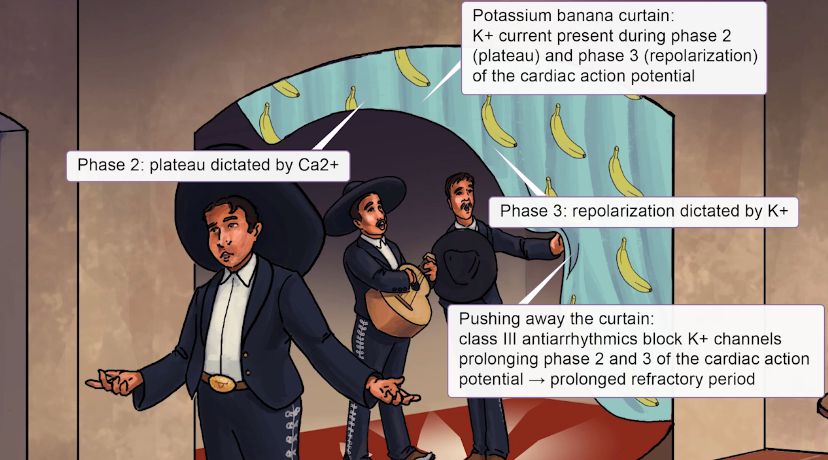 Potassium banana curtain:
K+ current present during phase 2
(plateau) and phase 3 (repolarization)
of the cardiac action potential
Phase 2: plateau dictated by Ca2+
Phase 3: repolarization dictated by K+
Pushing away the curtain:
class III antiarrhythmics block K+ channels
prolonging phase 2 and 3 of the cardiac action
potential → prolonged refractory period